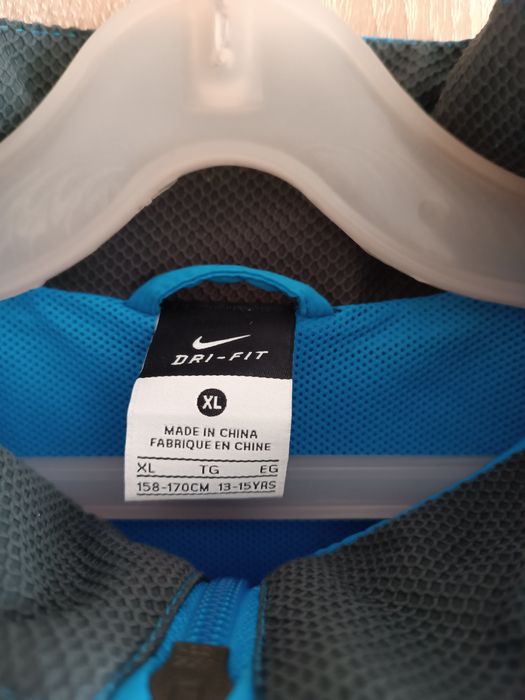 DRI-FIT
XL
MADE IN CHINA
FABRIQUE EN CHINE
XL TG EG
158-170CM 13-15YRS